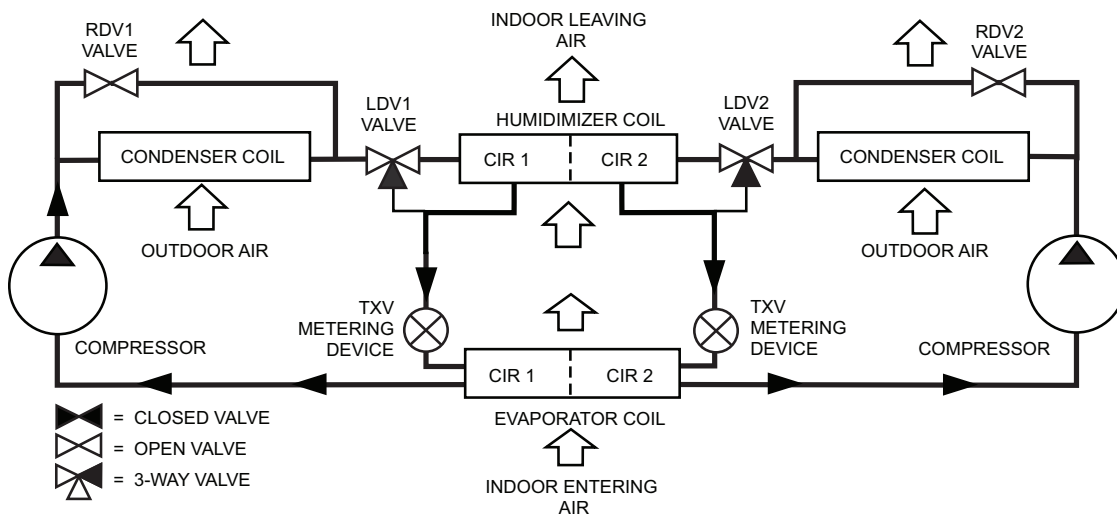 RDV1
VALVE
INDOOR LEAVING
AIR
RDV2
VALVE
LDV1
VALVE
HUMIDIMIZER COIL
LDV2
VALVE
CONDENSER COIL
CIR 1
CIR 2
CONDENSER COIL
OUTDOOR AIR
OUTDOOR AIR
TXV
METERING
DEVICE
TXV
METERING
DEVICE
COMPRESSOR
COMPRESSOR
CIR 1
CIR 2
EVAPORATOR COIL
= CLOSED VALVE
= OPEN VALVE
= 3-WAY VALVE
INDOOR ENTERING
AIR